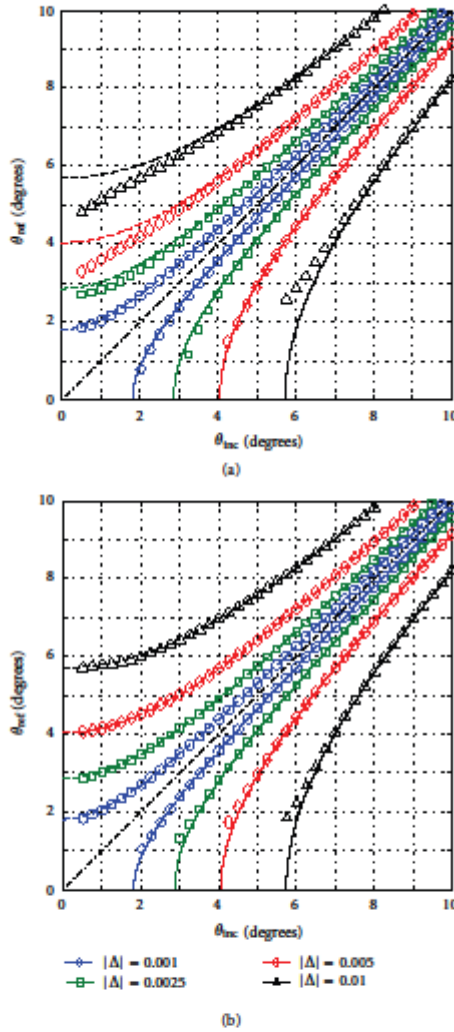 10
8
6
4
2
0
θref (degrees)
0 2 4 6 8 10
θinc (degrees)
(a)
10
8
6
4
2
0
θref (degrees)
0 2 4 6 8 10
θinc (degrees)
|Δ| = 0.001 |Δ| = 0.005
|Δ| = 0.0025 |Δ| = 0.01
(b)